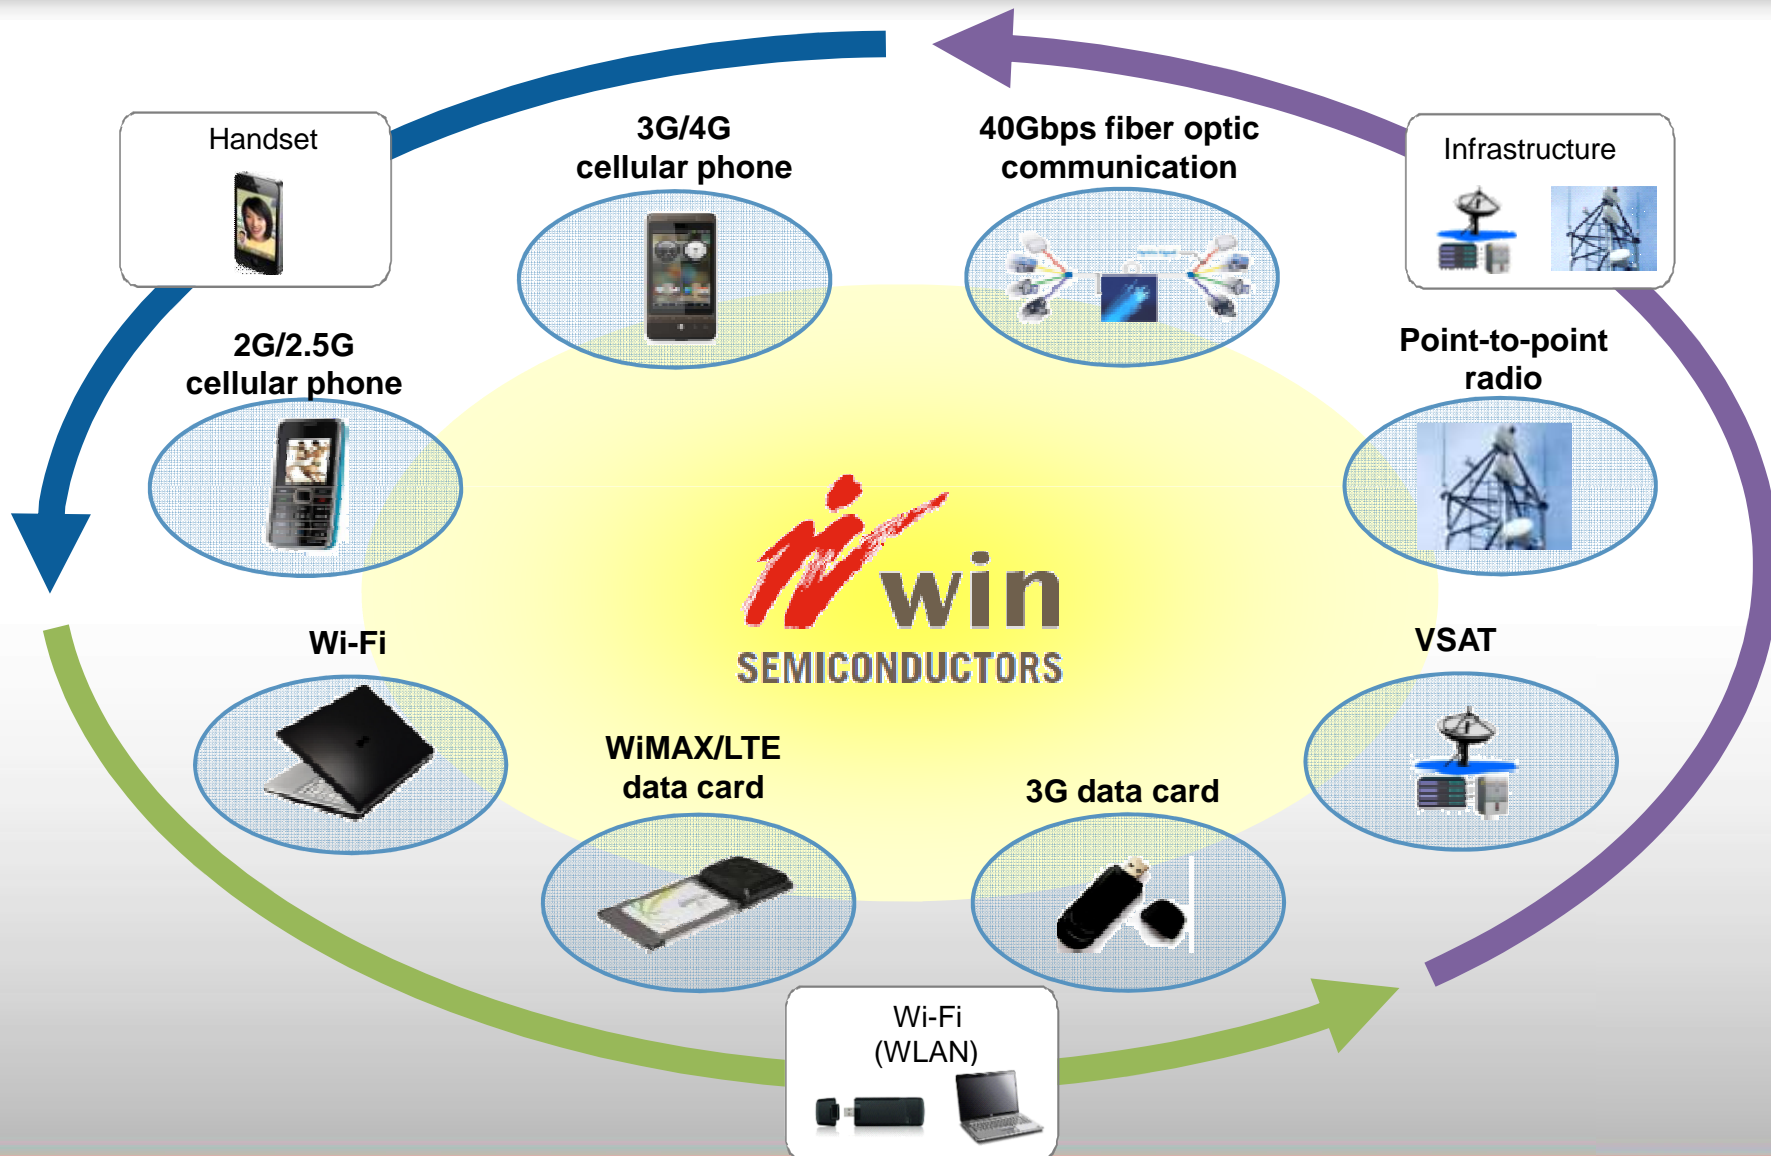 Handset
3G/4G
cellular phone
40Gbps fiber optic
communication
Infrastructure
2G/2.5G
cellular phone
Point-to-point
radio
win
SEMICONDUCTORS
Wi-Fi
VSAT
WiMAX/LTE
data card
3G data card
Wi-Fi
(WLAN)